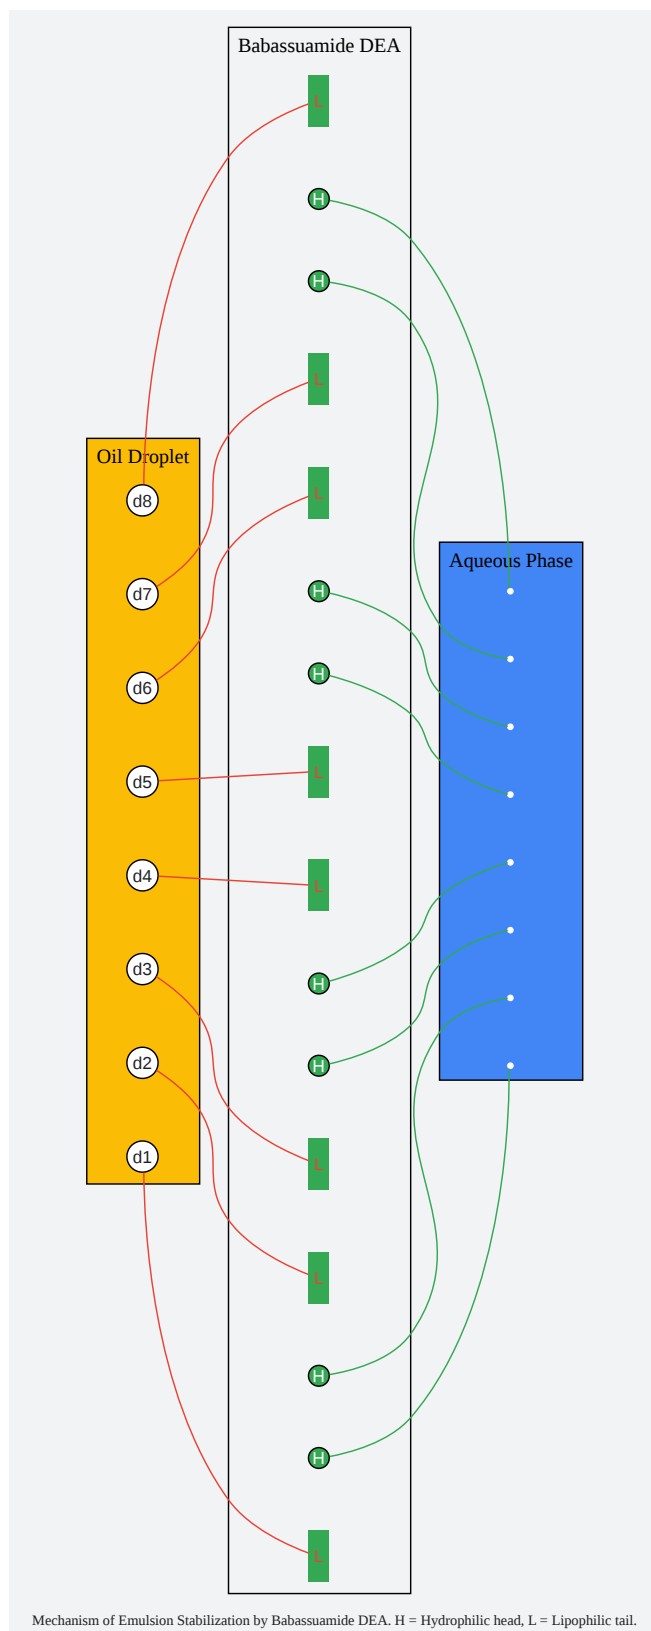 Babassuamide DEA
L
H
H
L
Oil Droplet
L
d8
Aqueous Phase
d7
H
H
d6
L
d5
L
d4
d3
H
H
d2
L
d1
L
H
H
L
Mechanism of Emulsion Stabilization by Babassuamide DEA. H = Hydrophilic head, L = Lipophilic tail.